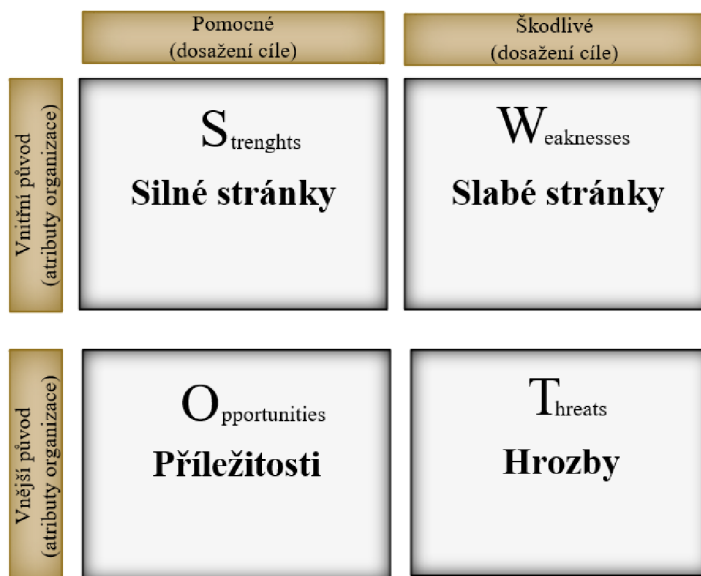 Pomocné
(dosažení cíle)
Škodlivé
(dosažení cíle)
Vnitřní původ
(atributy organizace)
Strenghts
Silné stránky
Weaknesses
Slabé stránky
Vnější původ
(atributy organizace)
Opportunities
Příležitosti
Threats
Hrozby